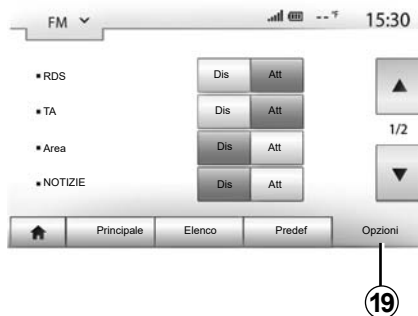 FM --°F 15:30
RDS Dis Att
TA Dis Att
1/2
Area Dis Att
NOTIZIE Dis Att
Principale Elenco Predef Opzioni
19